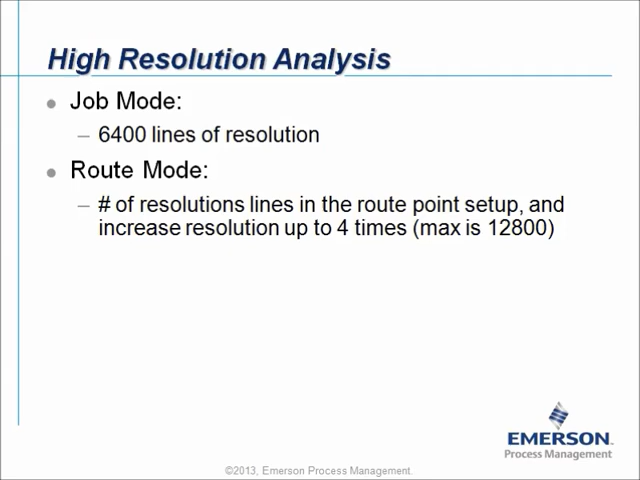 High Resolution Analysis
• Job Mode:
– 6400 lines of resolution
• Route Mode:
– # of resolutions lines in the route point setup, and
increase resolution up to 4 times (max is 12800)
EMERSON
Process Management
©2013, Emerson Process Management.